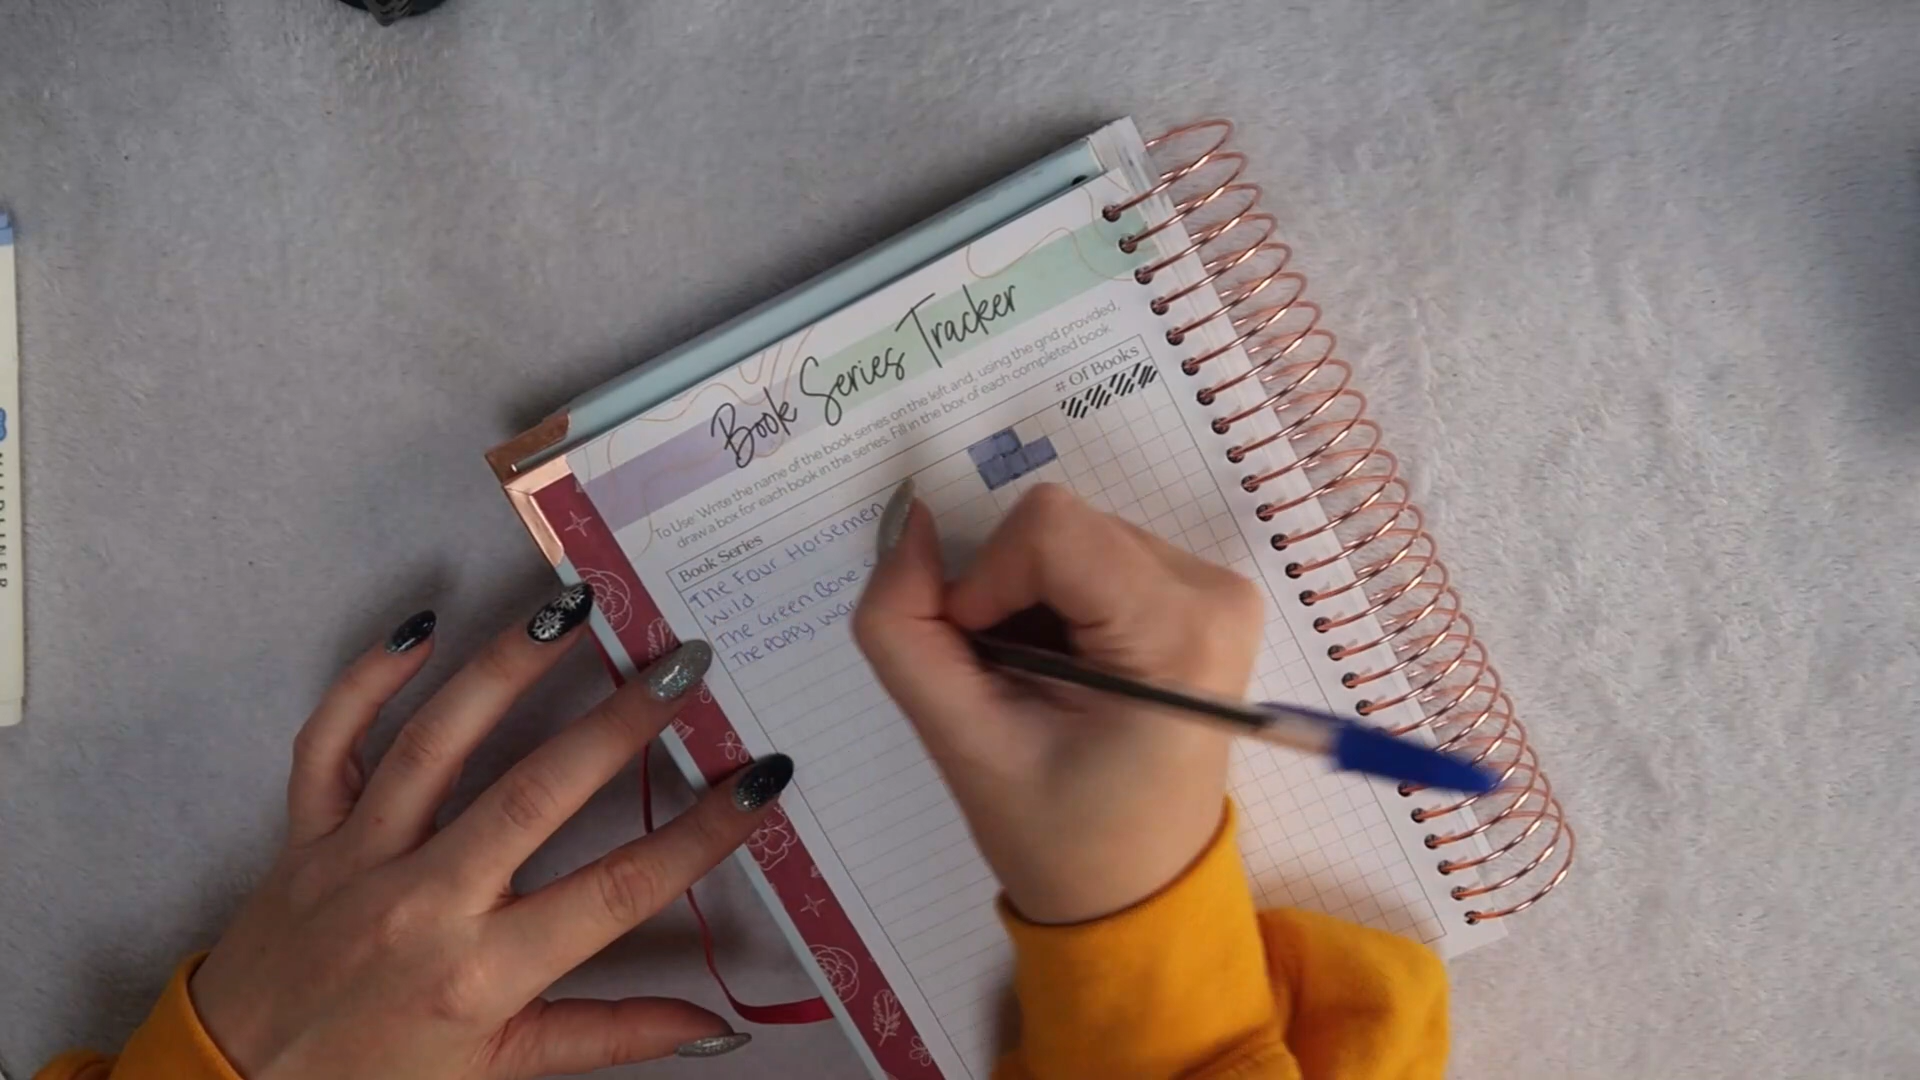 Book Series Tracker
To Use: Write the name of the book series on the left and, using the grid provided,
draw a box for each book in the series. Fill in the box of each completed book.
Book Series
# Of Books
The Four Horsemen
Wild
The Green Bone
The Poppy War